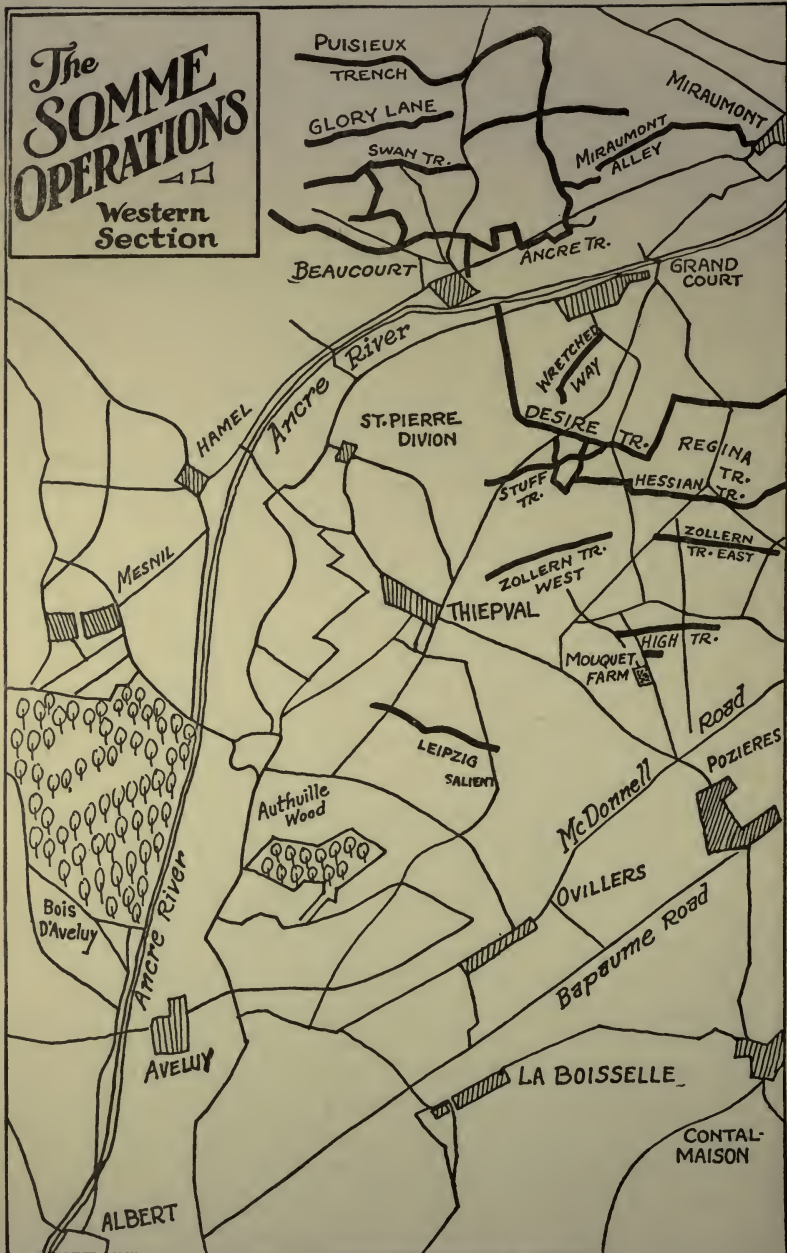 The
SOMME
OPERATIONS
Western
Section
PUISIEUX
TRENCH
GLORY LANE
SWAN TR.
MIRAUMONT
MIRAUMONT
ALLEY
ANCRE TR.
BEAUCOURT
GRAND
COURT
Ancre River
WRETCHED
WAY
HAMEL
ST. PIERRE
DIVION
DESIRE TR.
REGINA
TR.
STUFF
TR.
HESSIAN
TR.
MESNIL
ZOLLERN
TR. EAST
ZOLLERN TR.
WEST
THIEPVAL
HIGH TR.
MOUQUET
FARM
LEIPZIG
SALIENT
McDonnell Road
POZIERES
Authuille
Wood
OVILLERS
Bois
D'Aveluy
Ancre River
Bapaume Road
AVELUY
LA BOISSELLE
CONTAL-
MAISON
ALBERT